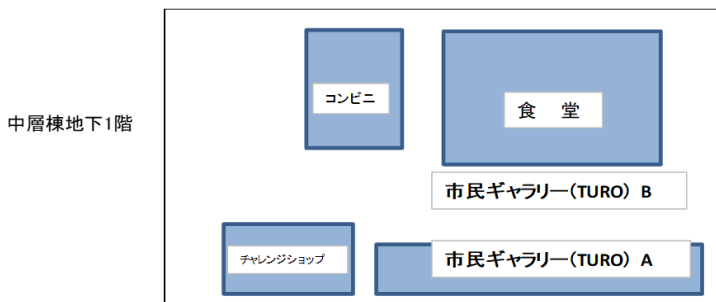 コンビニ
食　堂
中層棟地下1階
市民ギャラリー(TURO) B
チャレンジショップ
市民ギャラリー(TURO) A